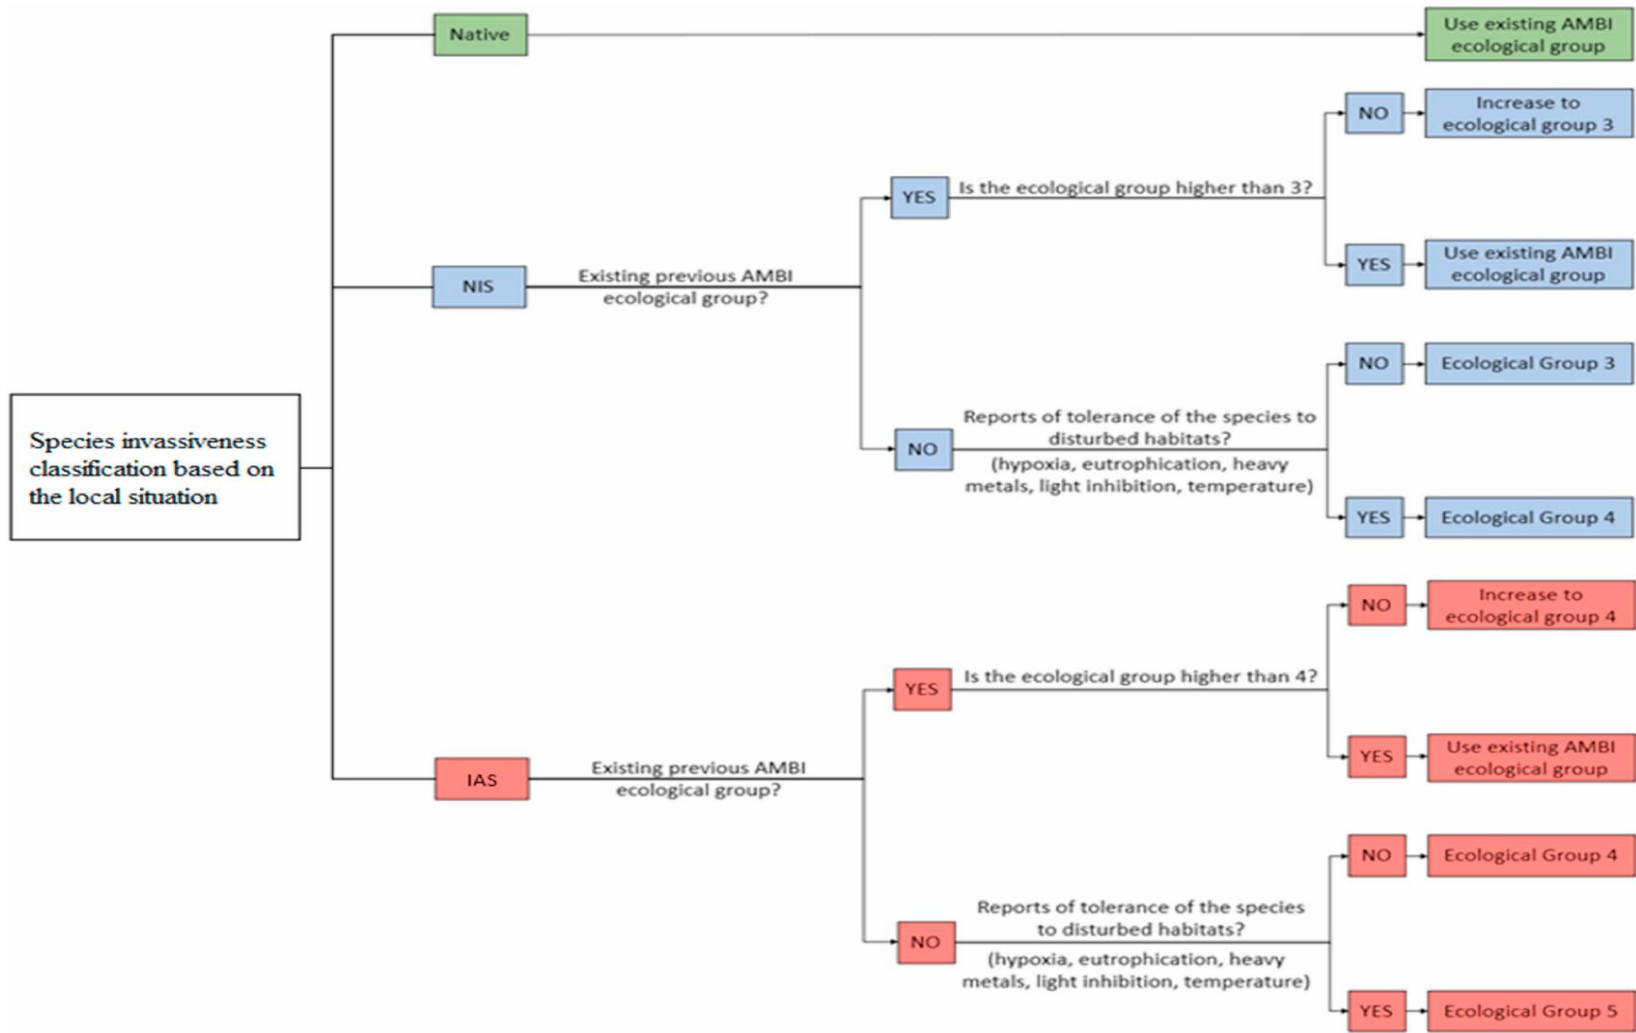 Native
Use existing AMBI
ecological group
NO
Increase to
ecological group 3
YES
Is the ecological group higher than 3?
YES
Use existing AMBI
ecological group
NIS
Existing previous AMBI
ecological group?
NO
Ecological Group 3
NO
Reports of tolerance of the species to
disturbed habitats?
(hypoxia, eutrophication, heavy
metals, light inhibition, temperature)
YES
Ecological Group 4
Species invassiveness
classification based on
the local situation
NO
Increase to
ecological group 4
YES
Is the ecological group higher than 4?
YES
Use existing AMBI
ecological group
IAS
Existing previous AMBI
ecological group?
NO
Ecological Group 4
NO
Reports of tolerance of the species
to disturbed habitats?
(hypoxia, eutrophication, heavy
metals, light inhibition, temperature)
YES
Ecological Group 5